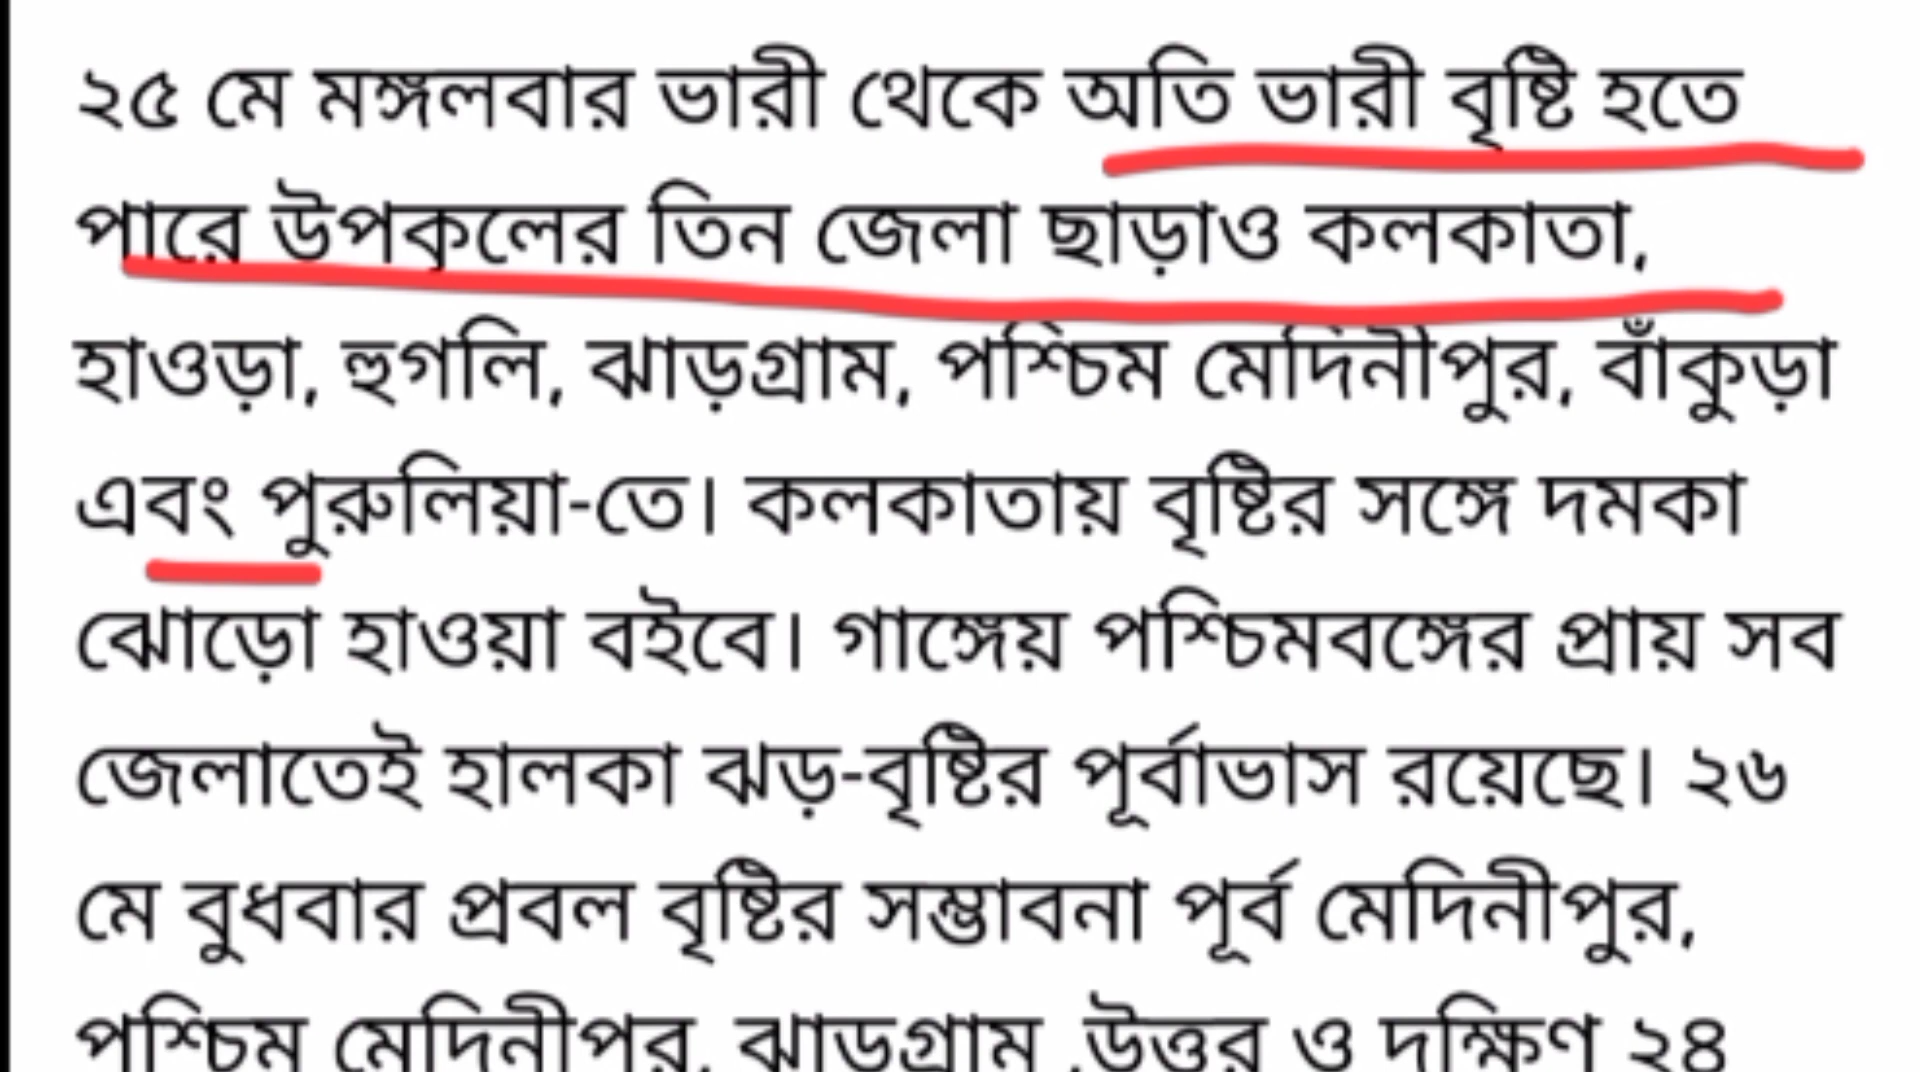 ২৫ মে মঙ্গলবার ভারী থেকে অতি ভারী বৃষ্টি হতে
পারে উপকূলের তিন জেলা ছাড়াও কলকাতা,
হাওড়া, হুগলি, ঝাড়গ্রাম, পশ্চিম মেদিনীপুর, বাঁকুড়া
এবং পুরুলিয়া-তে। কলকাতায় বৃষ্টির সঙ্গে দমকা
ঝোড়ো হাওয়া বইবে। গাঙ্গেয় পশ্চিমবঙ্গের প্রায় সব
জেলাতেই হালকা ঝড়-বৃষ্টির পূর্বাভাস রয়েছে। ২৬
মে বুধবার প্রবল বৃষ্টির সম্ভাবনা পূর্ব মেদিনীপুর,
পশ্চিম মেদিনীপুর, ঝাড়গ্রাম ,উত্তর ও দক্ষিণ ২৪